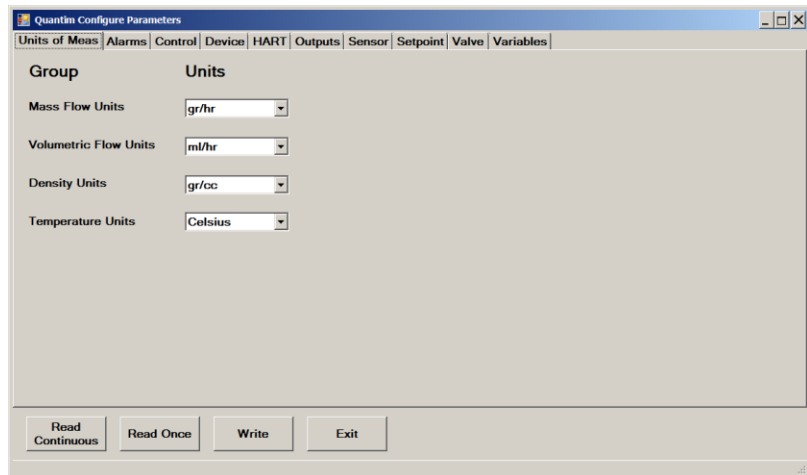 Quantim Configure Parameters
Units of Meas Alarms Control Device HART Outputs Sensor Setpoint Valve Variables
Group Units
Mass Flow Units gr/hr
Volumetric Flow Units ml/hr
Density Units gr/cc
Temperature Units Celsius
Read Continuous Read Once Write Exit